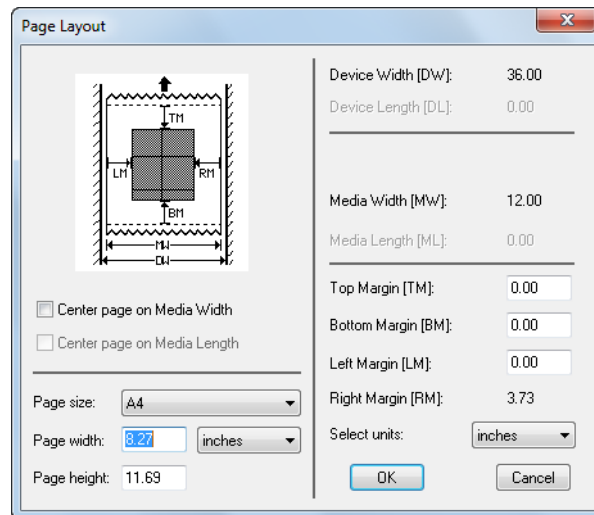 Page Layout
TM
LM
RM
BM
MW
DW
Center page on Media Width
Center page on Media Length
Page size: A4
Page width: 8.27 inches
Page height: 11.69
Device Width [DW]: 36.00
Device Length [DL]: 0.00
Media Width [MW]: 12.00
Media Length [ML]: 0.00
Top Margin [TM]: 0.00
Bottom Margin [BM]: 0.00
Left Margin [LM]: 0.00
Right Margin [RM]: 3.73
Select units: inches
OK Cancel